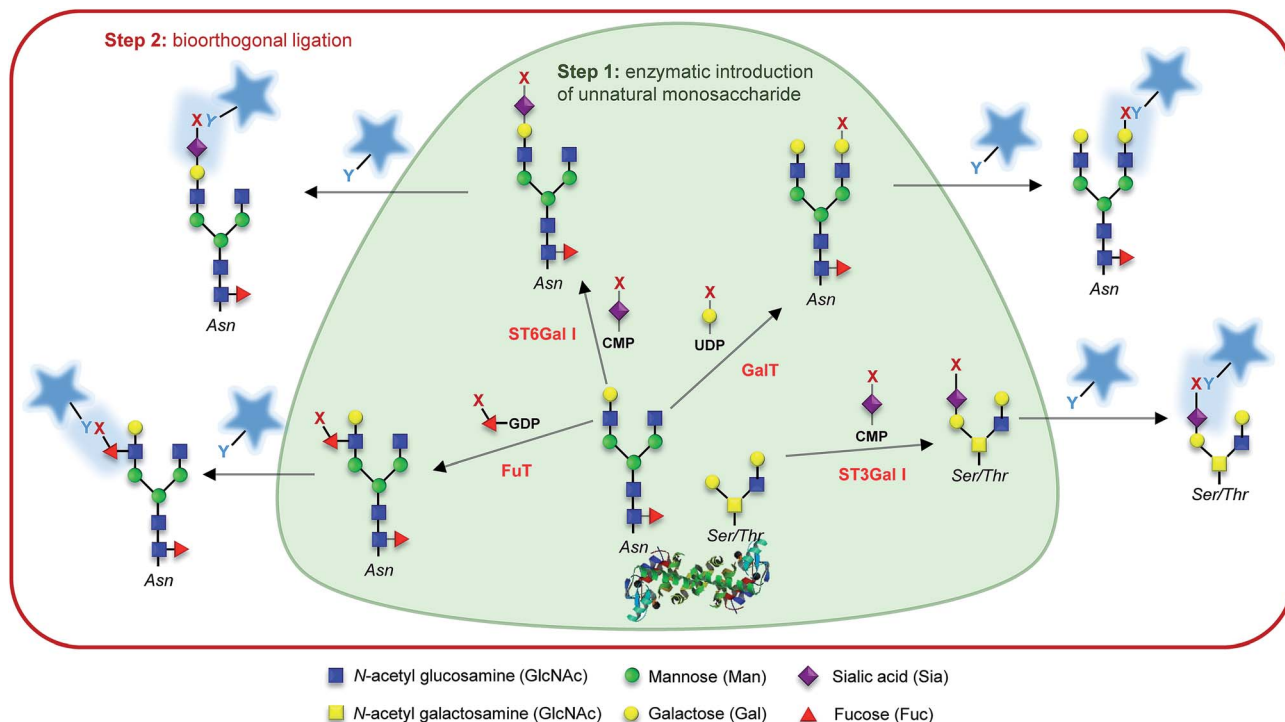 Step 2: bioorthogonal ligation
Step 1: enzymatic introduction
of unnatural monosaccharide
X
X Y
Y
Asn
X
Asn
X
Asn
Y
X Y
Asn
X
CMP
ST6Gal I
X
UDP
GalT
X
GDP
FuT
X
CMP
ST3Gal I
X
Ser/Thr
Y
X Y
Ser/Thr
Y
X
Asn
Y
X
Asn
Asn
Ser/Thr
N-acetyl glucosamine (GlcNAc)
Mannose (Man)
Sialic acid (Sia)
N-acetyl galactosamine (GlcNAc)
Galactose (Gal)
Fucose (Fuc)